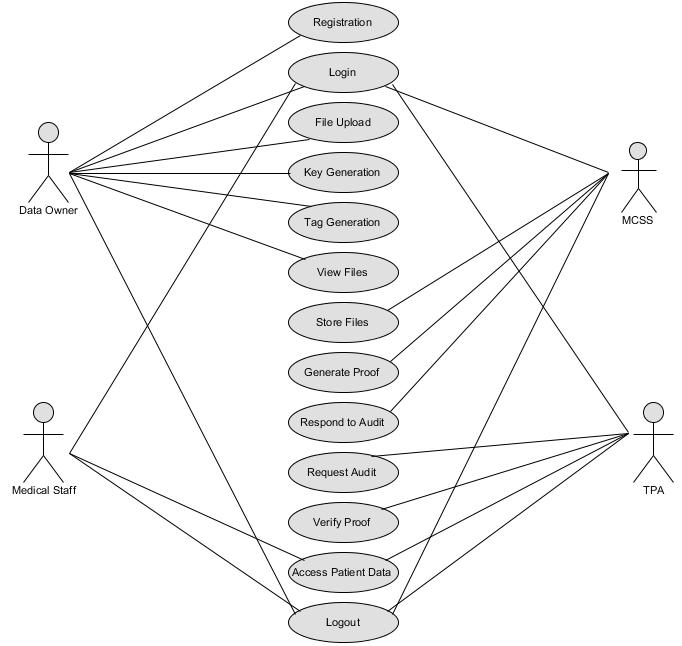 Registration
Login
File Upload
Key Generation
Data Owner
MCSS
Tag Generation
View Files
Store Files
Generate Proof
Respond to Audit
Request Audit
Medical Staff
TPA
Verify Proof
Access Patient Data
Logout